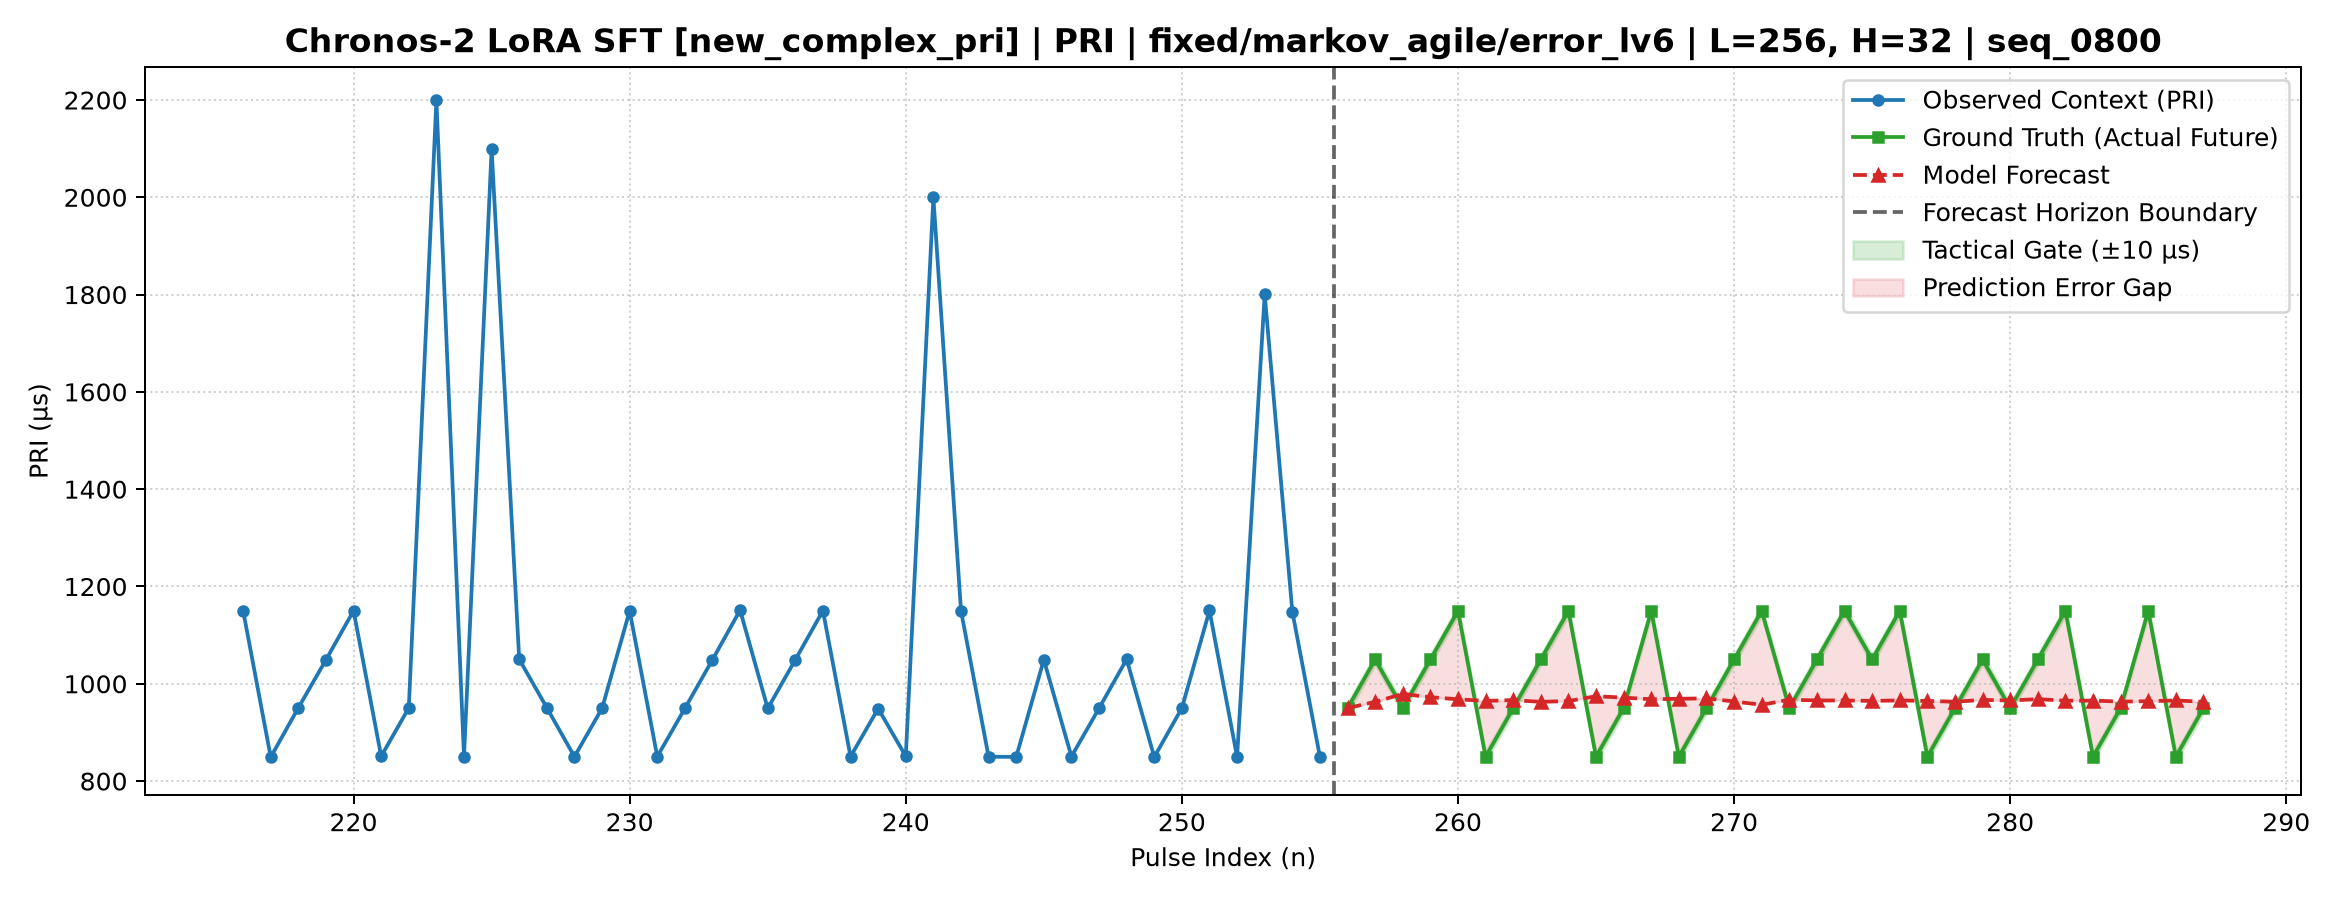 Chronos-2 LoRA SFT [new_complex_pri] | PRI | fixed/markov_agile/error_lv6 | L=256, H=32 | seq_0800
Observed Context (PRI)
Ground Truth (Actual Future)
Model Forecast
Forecast Horizon Boundary
Tactical Gate (±10 µs)
Prediction Error Gap
PRI (µs)
2200
2000
1800
1600
1400
1200
1000
800
220
230
240
250
260
270
280
290
Pulse Index (n)